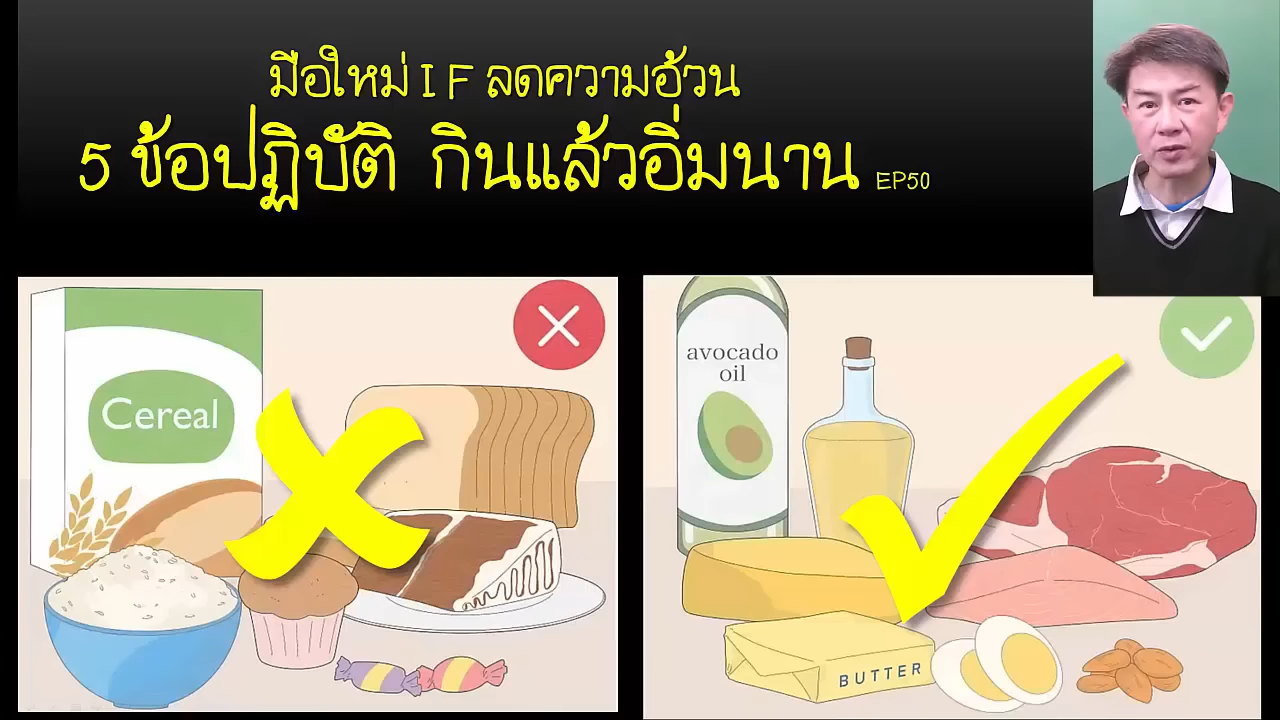 มือใหม่ I F ลดความอ้วน
5 ข้อปฏิบัติ กินแล้วอิ่มนาน EP50
Cereal
avocado
oil
BUTTER